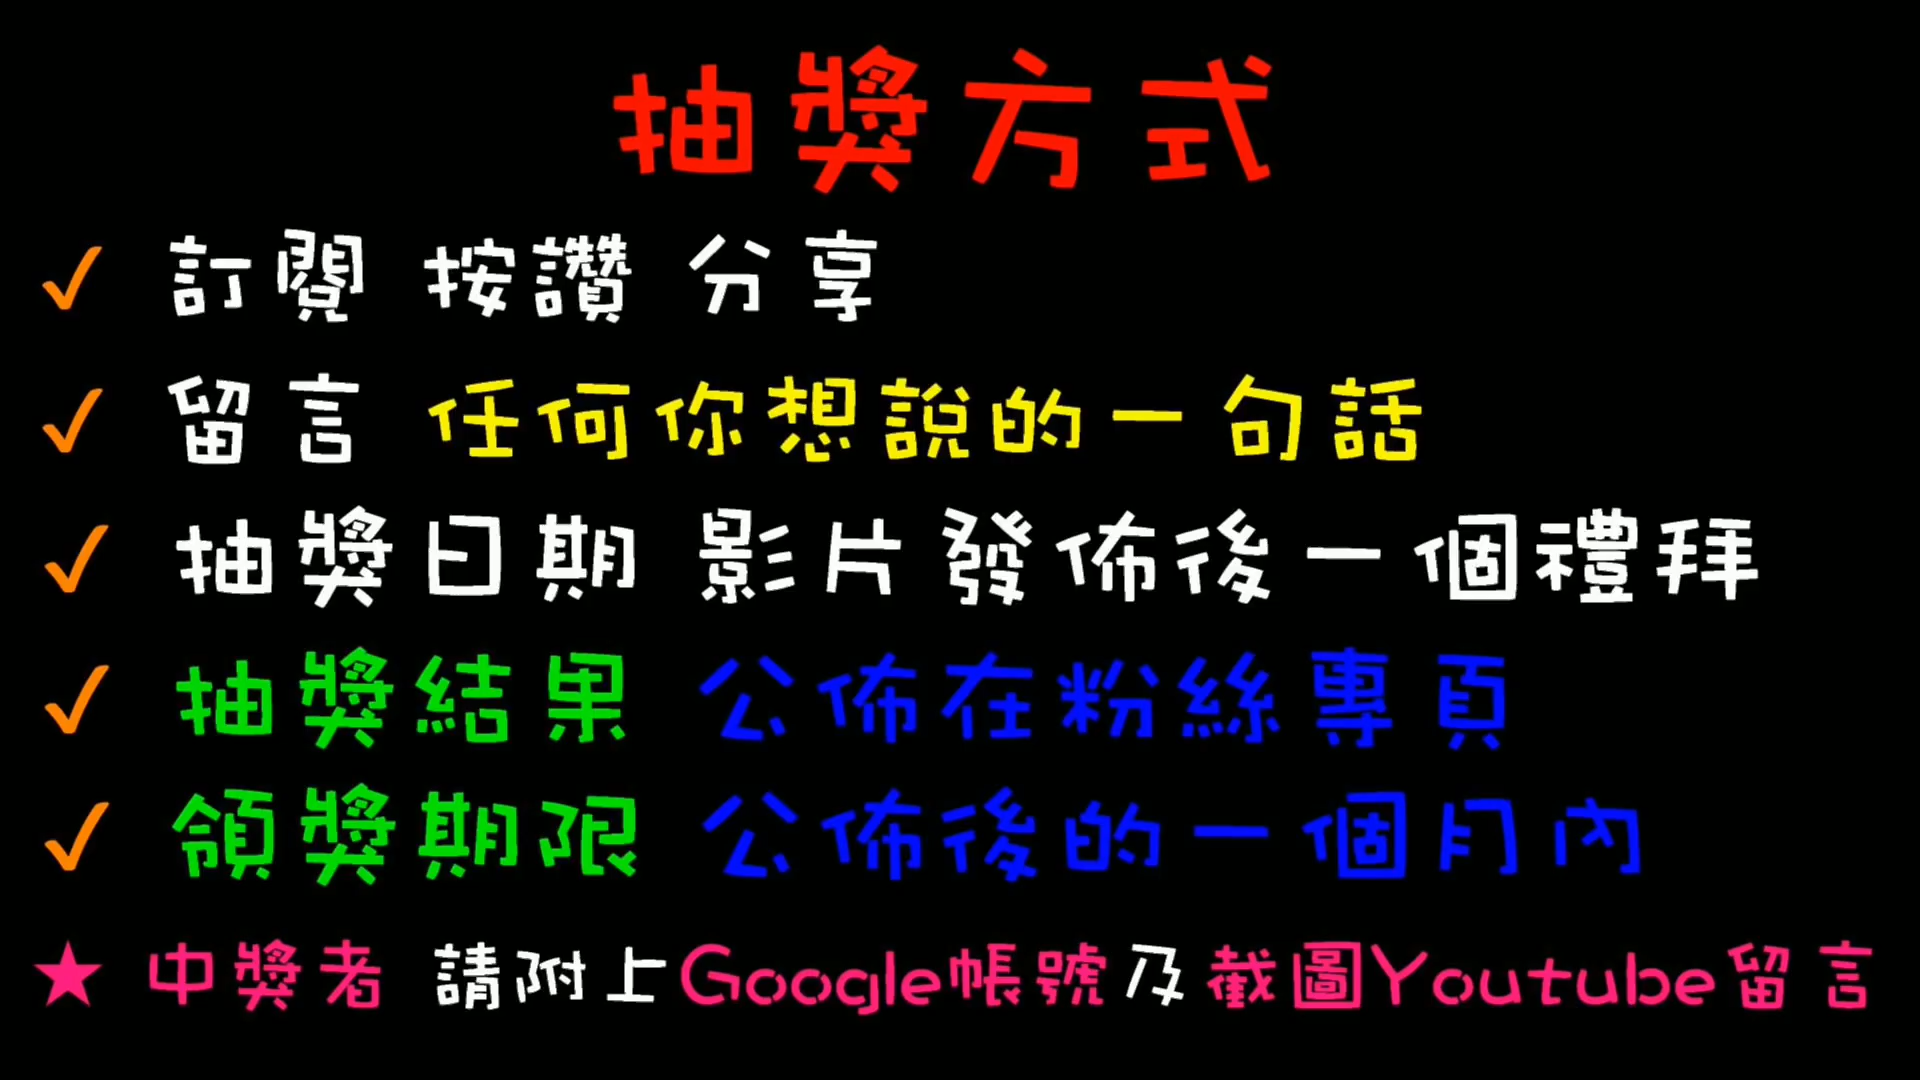 抽獎方式
✓ 訂閱 按讚 分享
✓ 留言 任何你想說的一句話
✓ 抽獎日期 影片發佈後一個禮拜
✓ 抽獎結果 公佈在粉絲專頁
✓ 領獎期限 公佈後的一個月內
★ 中獎者 請附上Google帳號及截圖Youtube留言